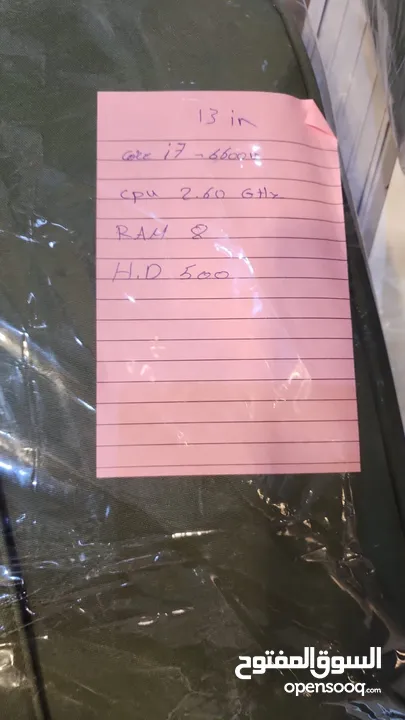 13 in
core i7 - 6600u
cpu 2.60 GHz
RAM 8
H.D 500
السوق المفتوح
opensooq.com